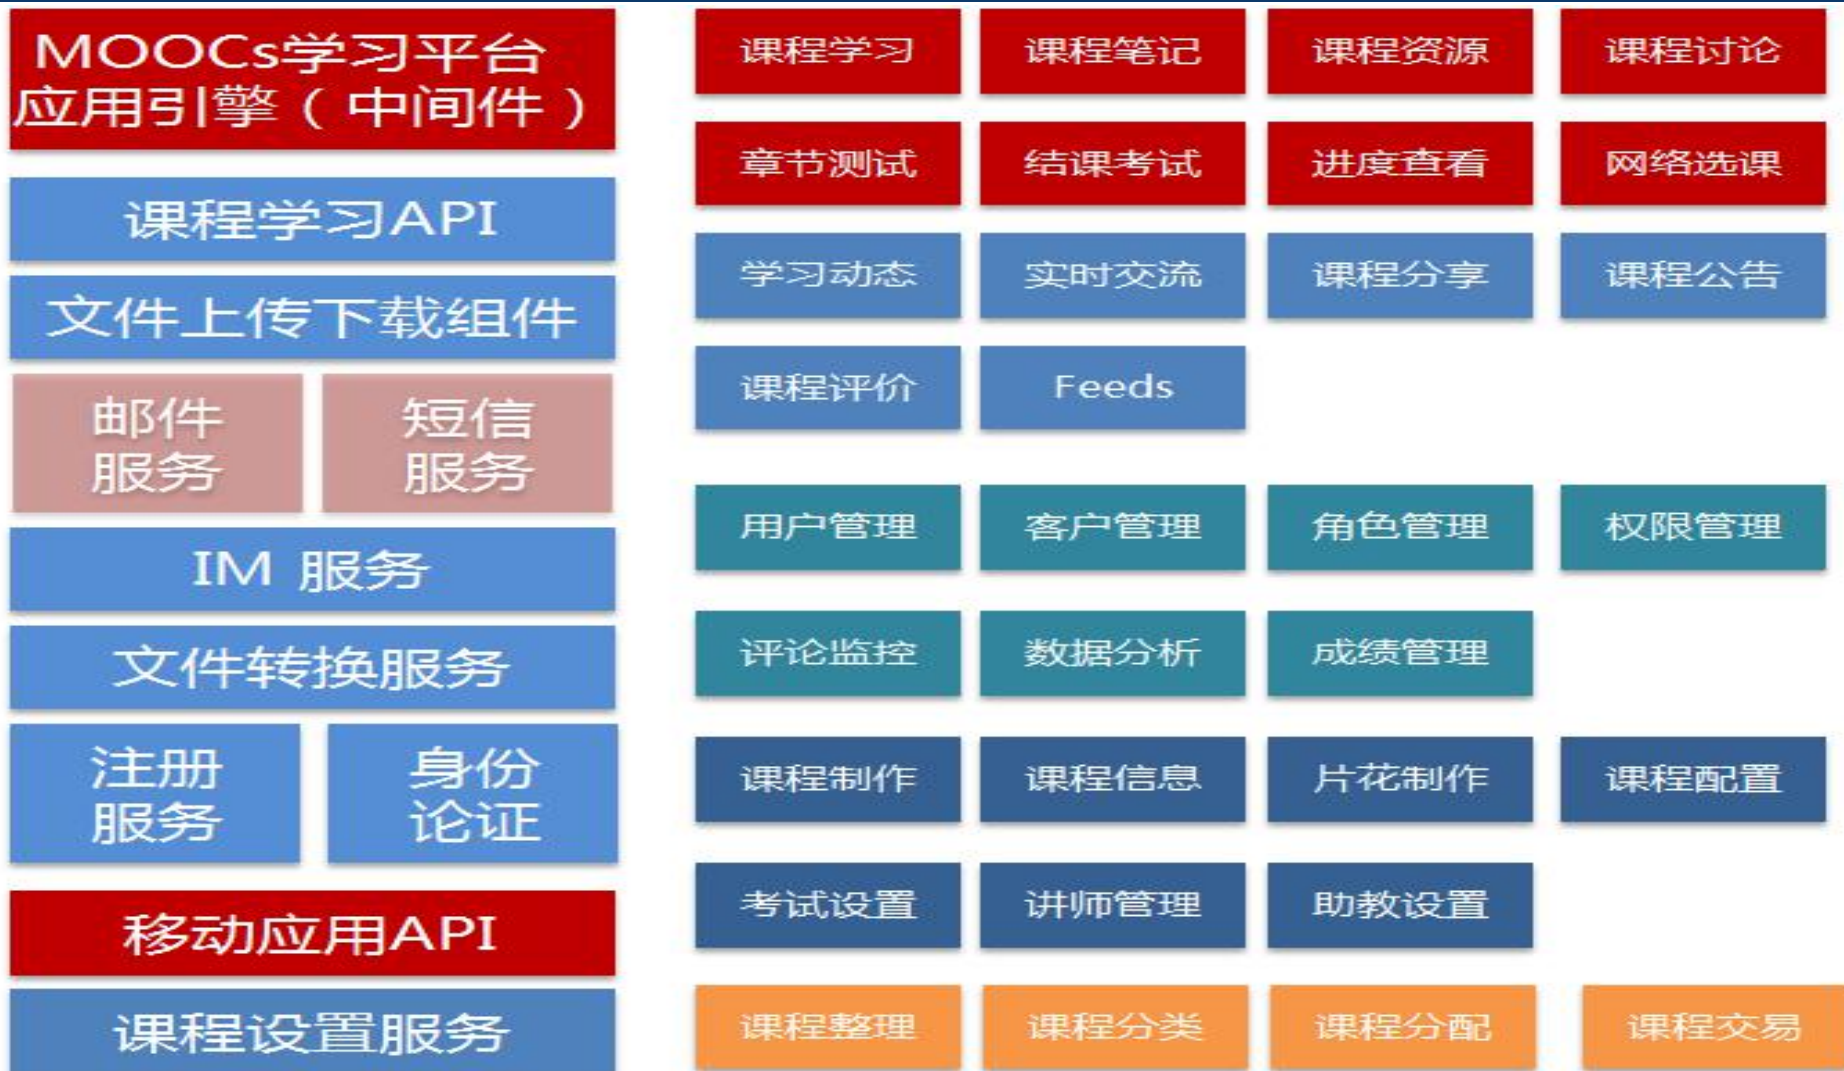 MOOCs学习平台
应用引擎（中间件）
课程学习API
文件上传下载组件
邮件
服务
短信
服务
IM 服务
文件转换服务
注册
服务
身份
论证
移动应用API
课程设置服务
课程学习
课程笔记
课程资源
课程讨论
章节测试
结课考试
进度查看
网络选课
学习动态
实时交流
课程分享
课程公告
课程评价
Feeds
用户管理
客户管理
角色管理
权限管理
评论监控
数据分析
成绩管理
课程制作
课程信息
片花制作
课程配置
考试设置
讲师管理
助教设置
课程整理
课程分类
课程分配
课程交易